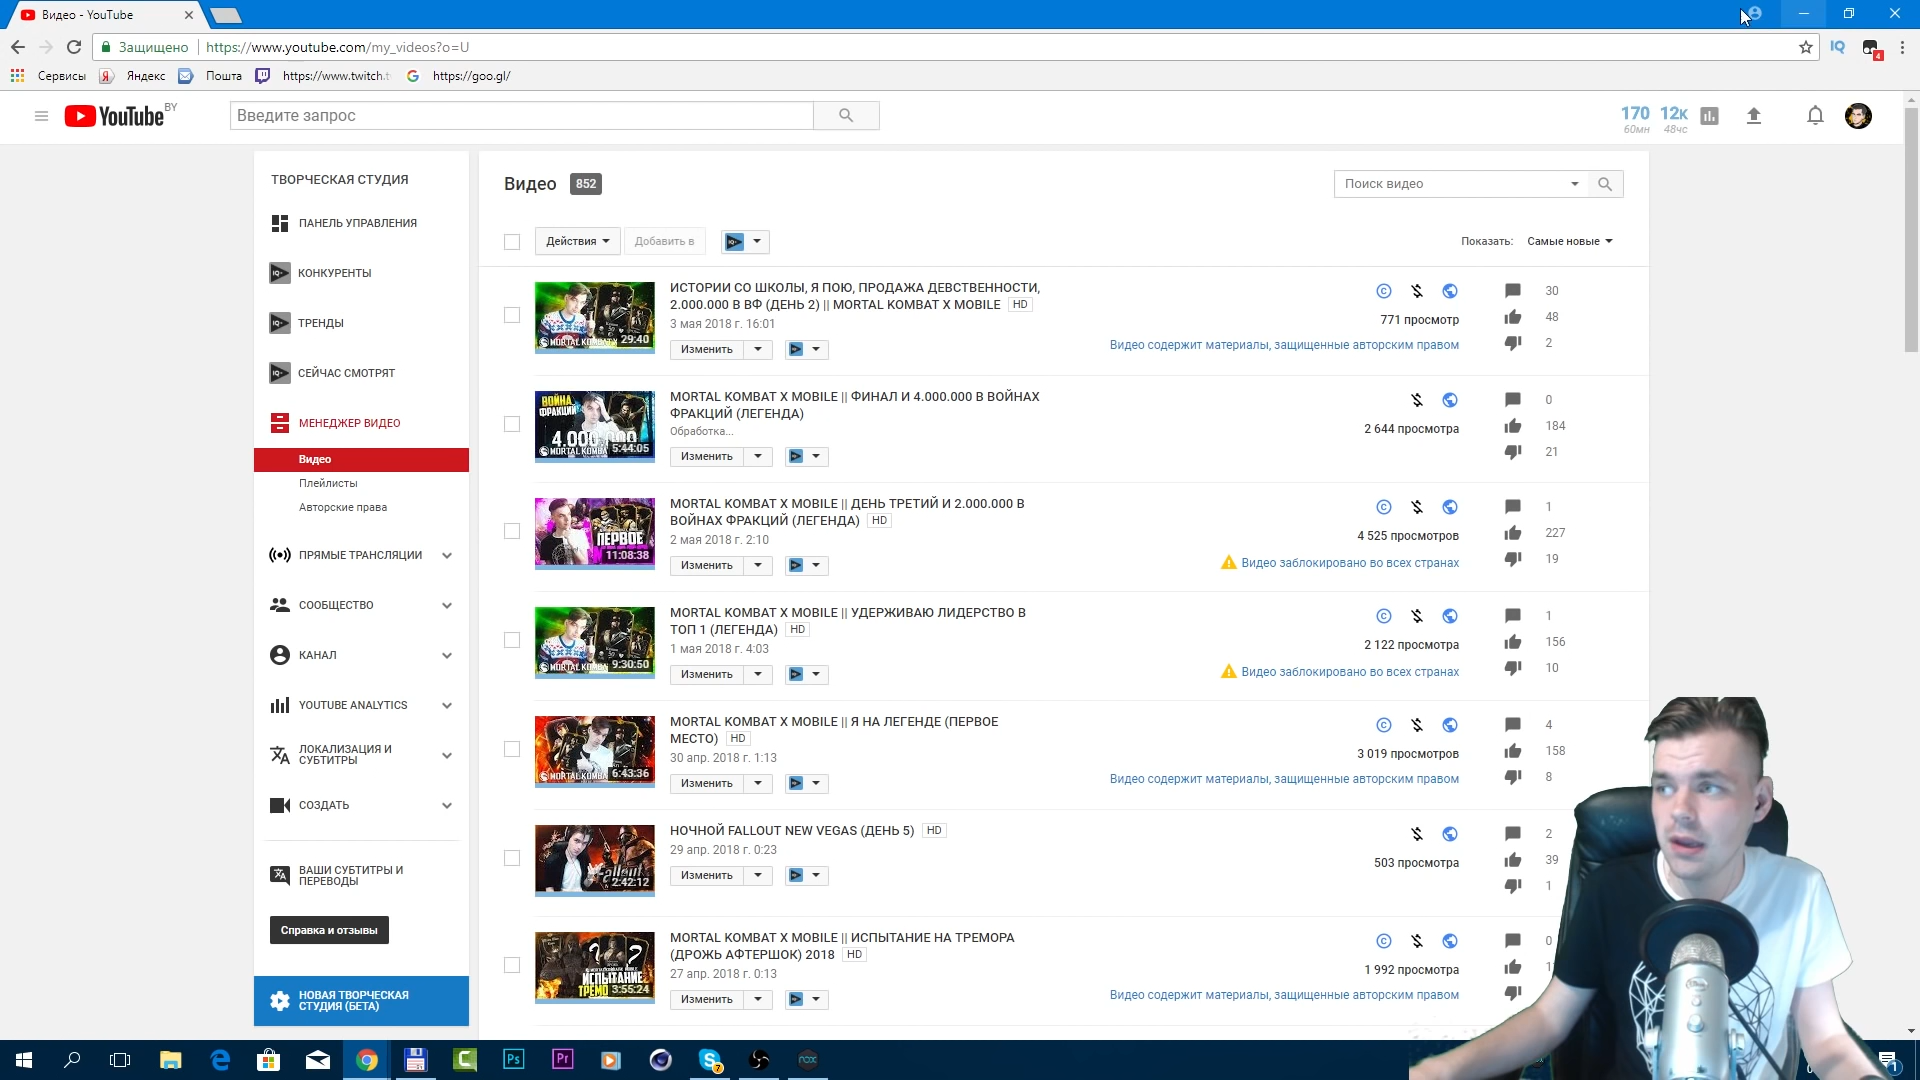 Видео - YouTube
Защищено
https://www.youtube.com/my_videos?o=U
Сервисы
Яндекс
Почта
https://www.twitch.t
https://goo.gl/
YouTube BY
Введите запрос
170 60мн
12к 48чс
ТВОРЧЕСКАЯ СТУДИЯ
ПАНЕЛЬ УПРАВЛЕНИЯ
КОНКУРЕНТЫ
ТРЕНДЫ
СЕЙЧАС СМОТРЯТ
МЕНЕДЖЕР ВИДЕО
Видео
Плейлисты
Авторские права
ПРЯМЫЕ ТРАНСЛЯЦИИ
СООБЩЕСТВО
КАНАЛ
YOUTUBE ANALYTICS
ЛОКАЛИЗАЦИЯ И
СУБТИТРЫ
СОЗДАТЬ
ВАШИ СУБТИТРЫ И
ПЕРЕВОДЫ
Справка и отзывы
НОВАЯ ТВОРЧЕСКАЯ
СТУДИЯ (БЕТА)
Видео 852
Поиск видео
Действия
Добавить в
Показать: Самые новые
29:40
ИСТОРИИ СО ШКОЛЫ, Я ПОЮ, ПРОДАЖА ДЕВСТВЕННОСТИ,
2.000.000 В ВФ (ДЕНЬ 2) || MORTAL KOMBAT X MOBILE HD
3 мая 2018 г. 16:01
Изменить
771 просмотр
Видео содержит материалы, защищенные авторским правом
30
48
2
ВОЙНА
ФРАКЦИЙ
5:44:05
MORTAL KOMBAT X MOBILE || ФИНАЛ И 4.000.000 В ВОЙНАХ
ФРАКЦИЙ (ЛЕГЕНДА)
Обработка...
Изменить
2 644 просмотра
0
184
21
ПЕРВОЕ
11:08:38
MORTAL KOMBAT X MOBILE || ДЕНЬ ТРЕТИЙ И 2.000.000 В
ВОЙНАХ ФРАКЦИЙ (ЛЕГЕНДА) HD
2 мая 2018 г. 2:10
Изменить
4 525 просмотров
Видео заблокировано во всех странах
1
227
19
9:30:50
MORTAL KOMBAT X MOBILE || УДЕРЖИВАЮ ЛИДЕРСТВО В
ТОП 1 (ЛЕГЕНДА) HD
1 мая 2018 г. 4:03
Изменить
2 122 просмотра
Видео заблокировано во всех странах
1
156
10
6:43:36
MORTAL KOMBAT X MOBILE || Я НА ЛЕГЕНДЕ (ПЕРВОЕ
МЕСТО) HD
30 апр. 2018 г. 1:13
Изменить
3 019 просмотров
Видео содержит материалы, защищенные авторским правом
4
158
8
2:42:12
НОЧНОЙ FALLOUT NEW VEGAS (ДЕНЬ 5) HD
29 апр. 2018 г. 0:23
Изменить
503 просмотра
2
39
1
ИСПЫТАНИЕ
3:55:24
MORTAL KOMBAT X MOBILE || ИСПЫТАНИЕ НА ТРЕМОРА
(ДРОЖЬ АФТЕРШОК) 2018 HD
27 апр. 2018 г. 0:13
Изменить
1 992 просмотра
Видео содержит материалы, защищенные авторским правом
0